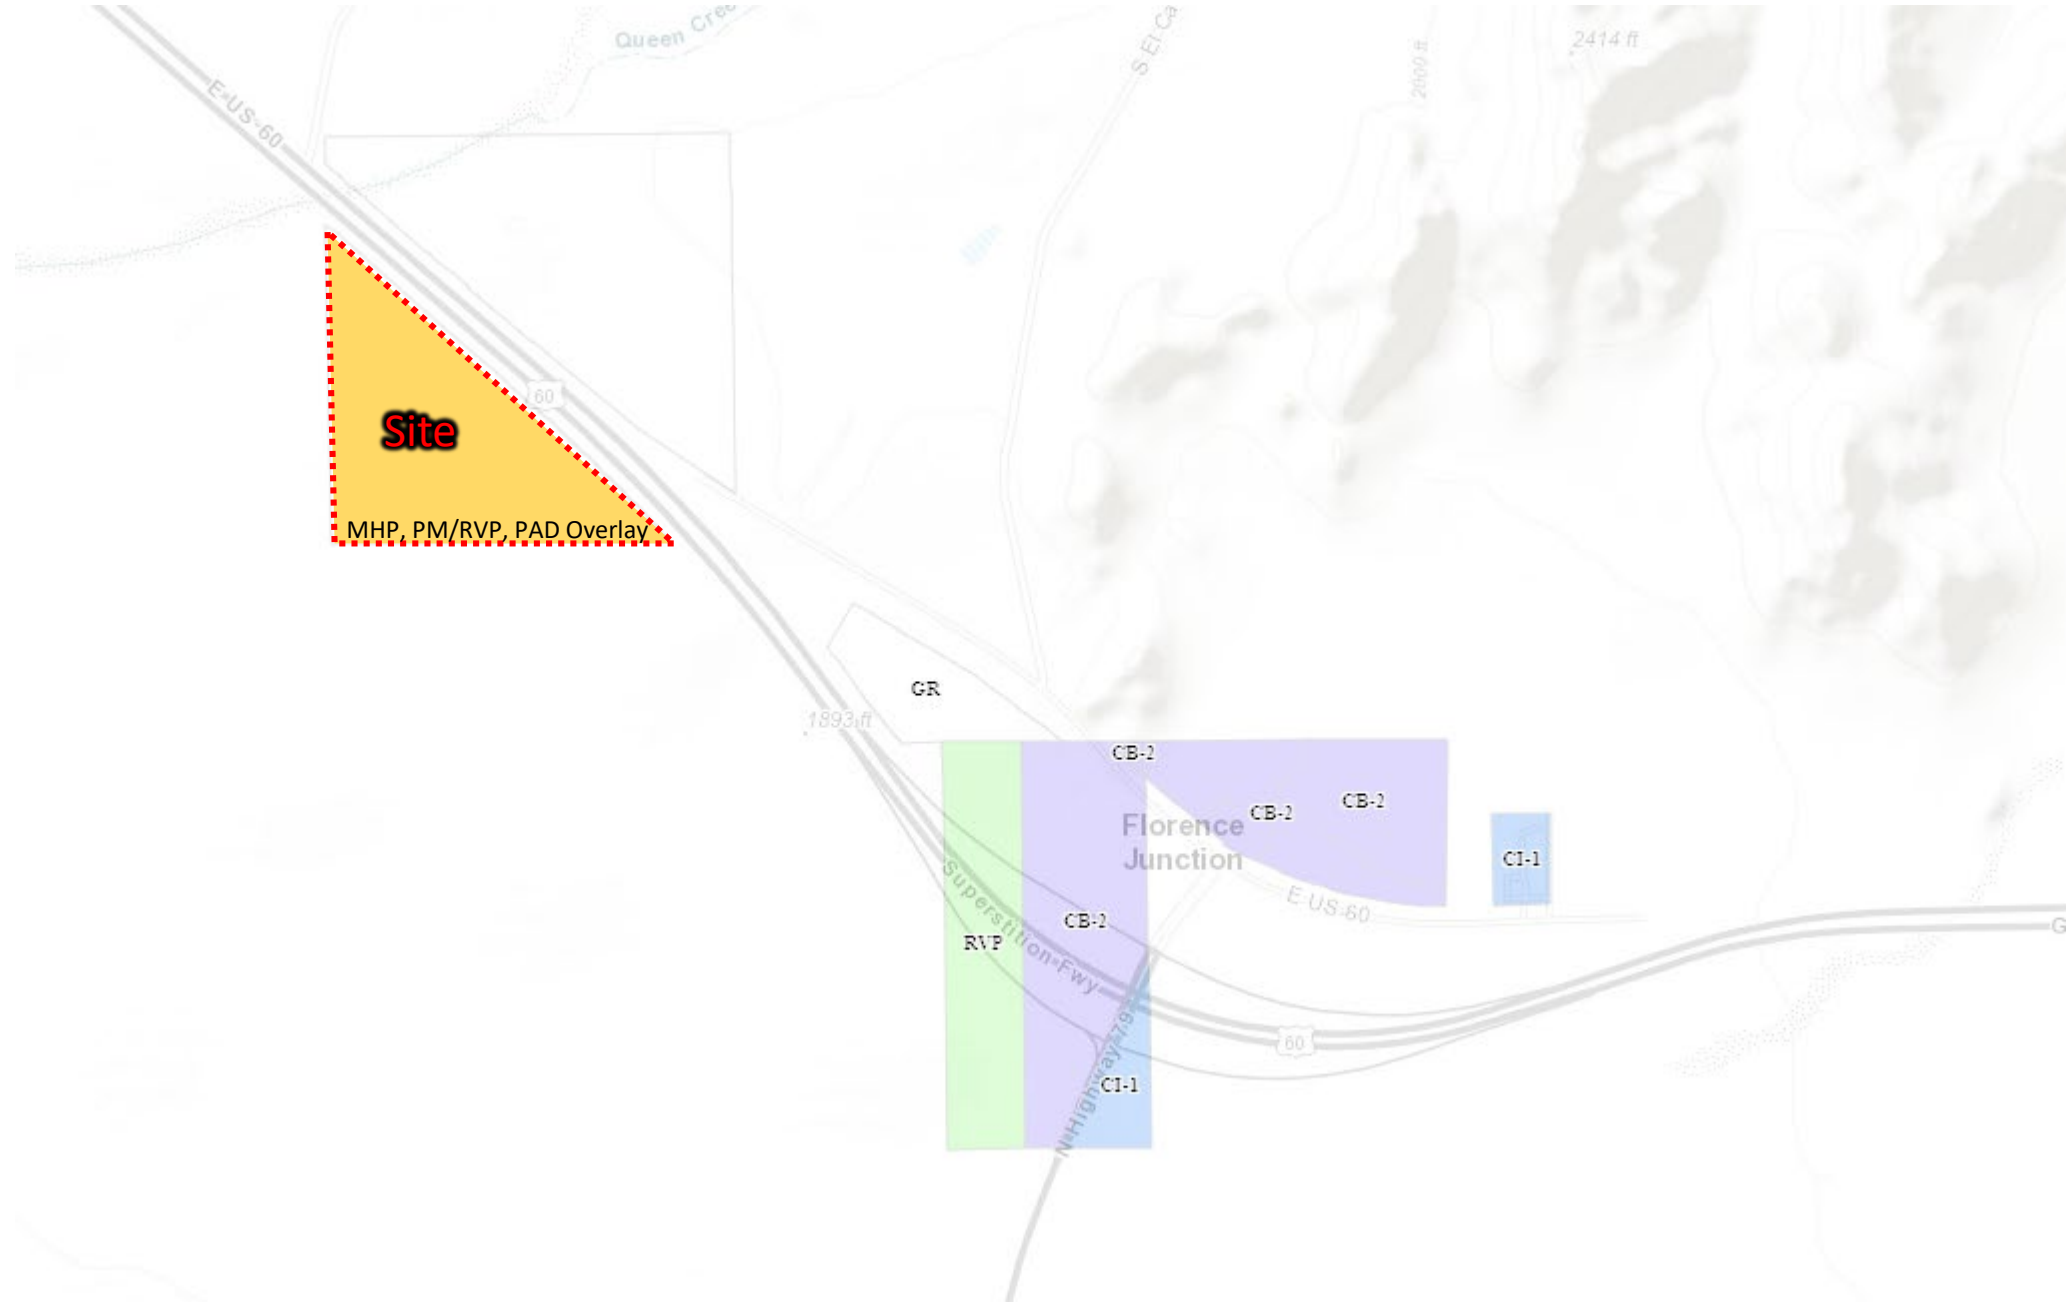 Queen Cree
S El Ca
2000 ft
2414 ft
E US-60
60
Site
MHP, PM/RVP, PAD Overlay
GR
1893 ft
CB-2
CB-2
CB-2
Florence
Junction
CI-1
E US-60
Superstition Fwy
CB-2
RVP
G
N Highway 79
60
CI-1